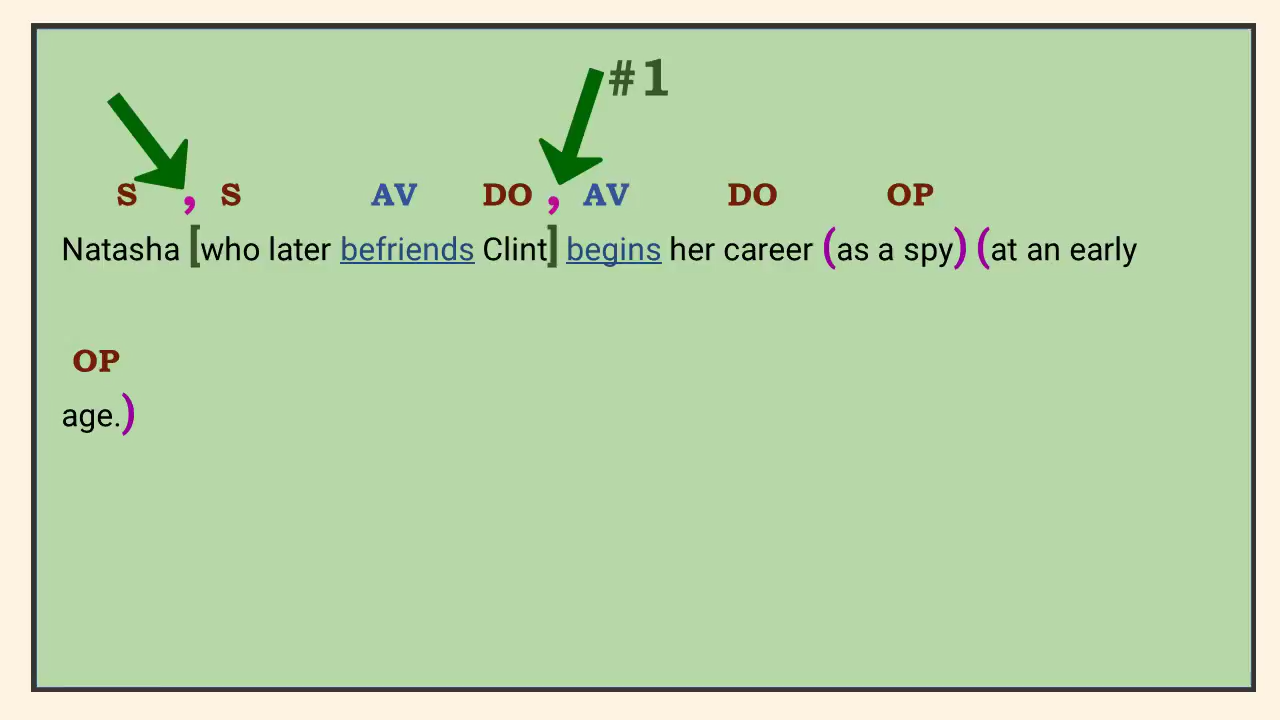 #1
S , S AV DO , AV DO OP
Natasha [who later befriends Clint] begins her career (as a spy) (at an early
OP
age.)